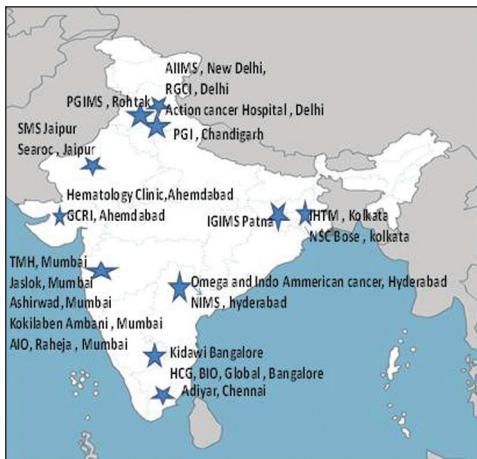 AIIMS , New Delhi,
RGCI , Delhi
PGIMS , Rohtak
Action cancer Hospital , Delhi
PGI , Chandigarh
SMS Jaipur
Searoc , Jaipur
Hematology Clinic,Ahemdabad
GCRI, Ahemdabad
IGIMS Patna
IHTM , Kolkata
NSC Bose , kolkata
TMH, Mumbai
Jaslok, Mumbai
Ashirwad, Mumbai
Kokilaben Ambani , Mumbai
AIO, Raheja , Mumbai
Omega and Indo Ammerican cancer, Hyderabad
NIMS , hyderabad
Kidawi Bangalore
HCG, BIO, Global , Bangalore
Adiyar, Chennai